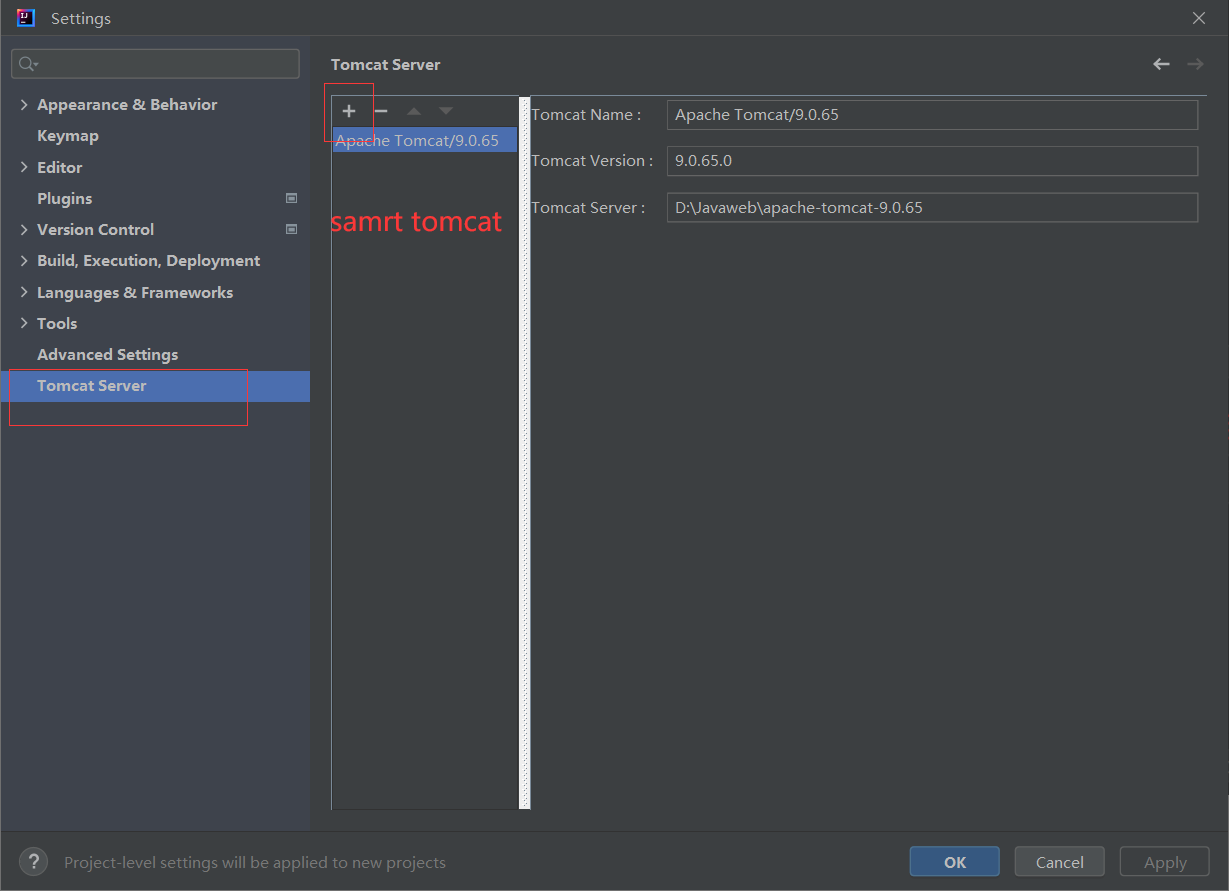 Settings
Tomcat Server
Appearance & Behavior
Keymap
Editor
Plugins
Version Control
Build, Execution, Deployment
Languages & Frameworks
Tools
Advanced Settings
Tomcat Server
Apache Tomcat/9.0.65
samrt tomcat
Tomcat Name : Apache Tomcat/9.0.65
Tomcat Version : 9.0.65.0
Tomcat Server : D:\Javaweb\apache-tomcat-9.0.65
? Project-level settings will be applied to new projects
OK Cancel Apply